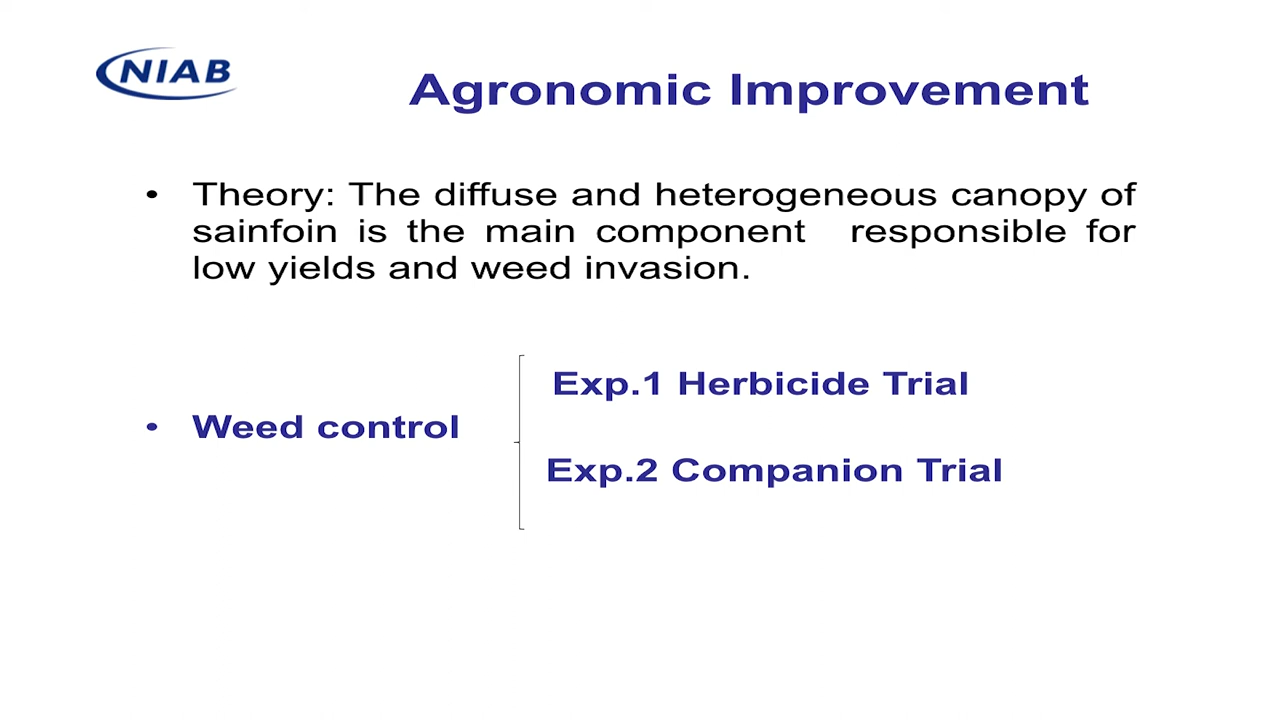 NIAB
Agronomic Improvement
• Theory: The diffuse and heterogeneous canopy of
sainfoin is the main component responsible for
low yields and weed invasion.
Exp.1 Herbicide Trial
• Weed control
Exp.2 Companion Trial